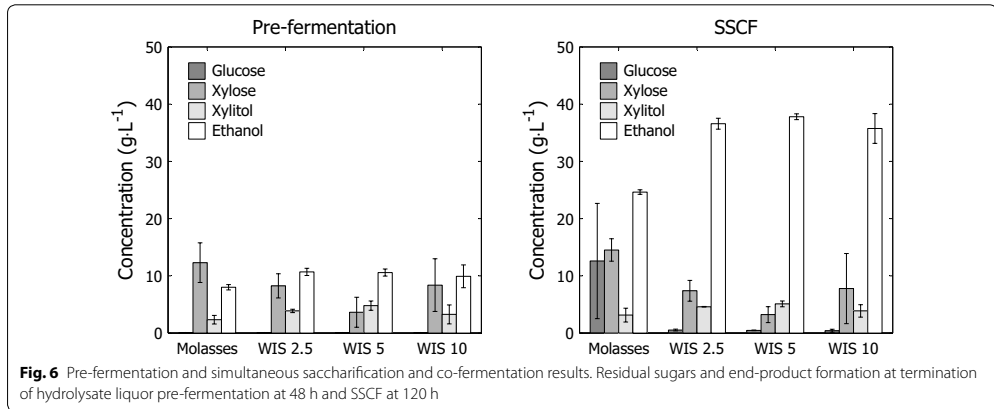 Pre-fermentation
50
40
30
20
10
0
Concentration (g·L⁻¹)
Glucose
Xylose
Xylitol
Ethanol
Molasses WIS 2.5 WIS 5 WIS 10
SSCF
50
40
30
20
10
0
Concentration (g·L⁻¹)
Glucose
Xylose
Xylitol
Ethanol
Molasses WIS 2.5 WIS 5 WIS 10
Fig. 6 Pre-fermentation and simultaneous saccharification and co-fermentation results. Residual sugars and end-product formation at termination
of hydrolysate liquor pre-fermentation at 48 h and SSCF at 120 h